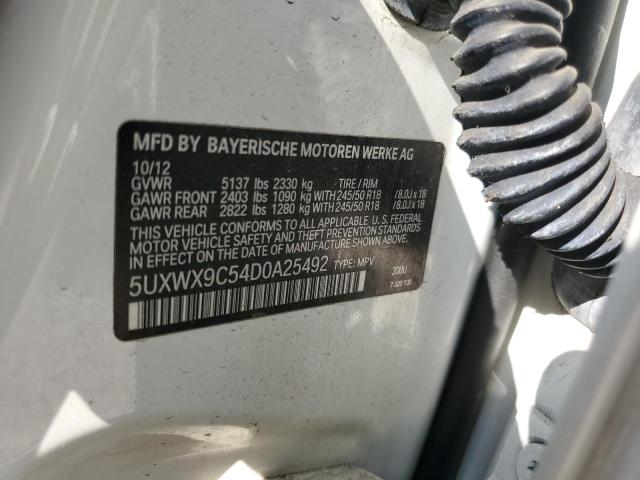 MFD BY BAYERISCHE MOTOREN WERKE AG
10/12
GVWR 5137 lbs 2330 kg TIRE / RIM
GAWR FRONT 2403 lbs 1090 kg WITH 245/50 R18 / 8.0J x 18
GAWR REAR 2822 lbs 1280 kg WITH 245/50 R18 / 8.0J x 18
THIS VEHICLE CONFORMS TO ALL APPLICABLE U.S. FEDERAL
MOTOR VEHICLE SAFETY, BUMPER, AND THEFT PREVENTION STANDARDS
IN EFFECT ON THE DATE OF MANUFACTURE SHOWN ABOVE.
5UXWX9C54D0A25492 TYPE: MPV
300U